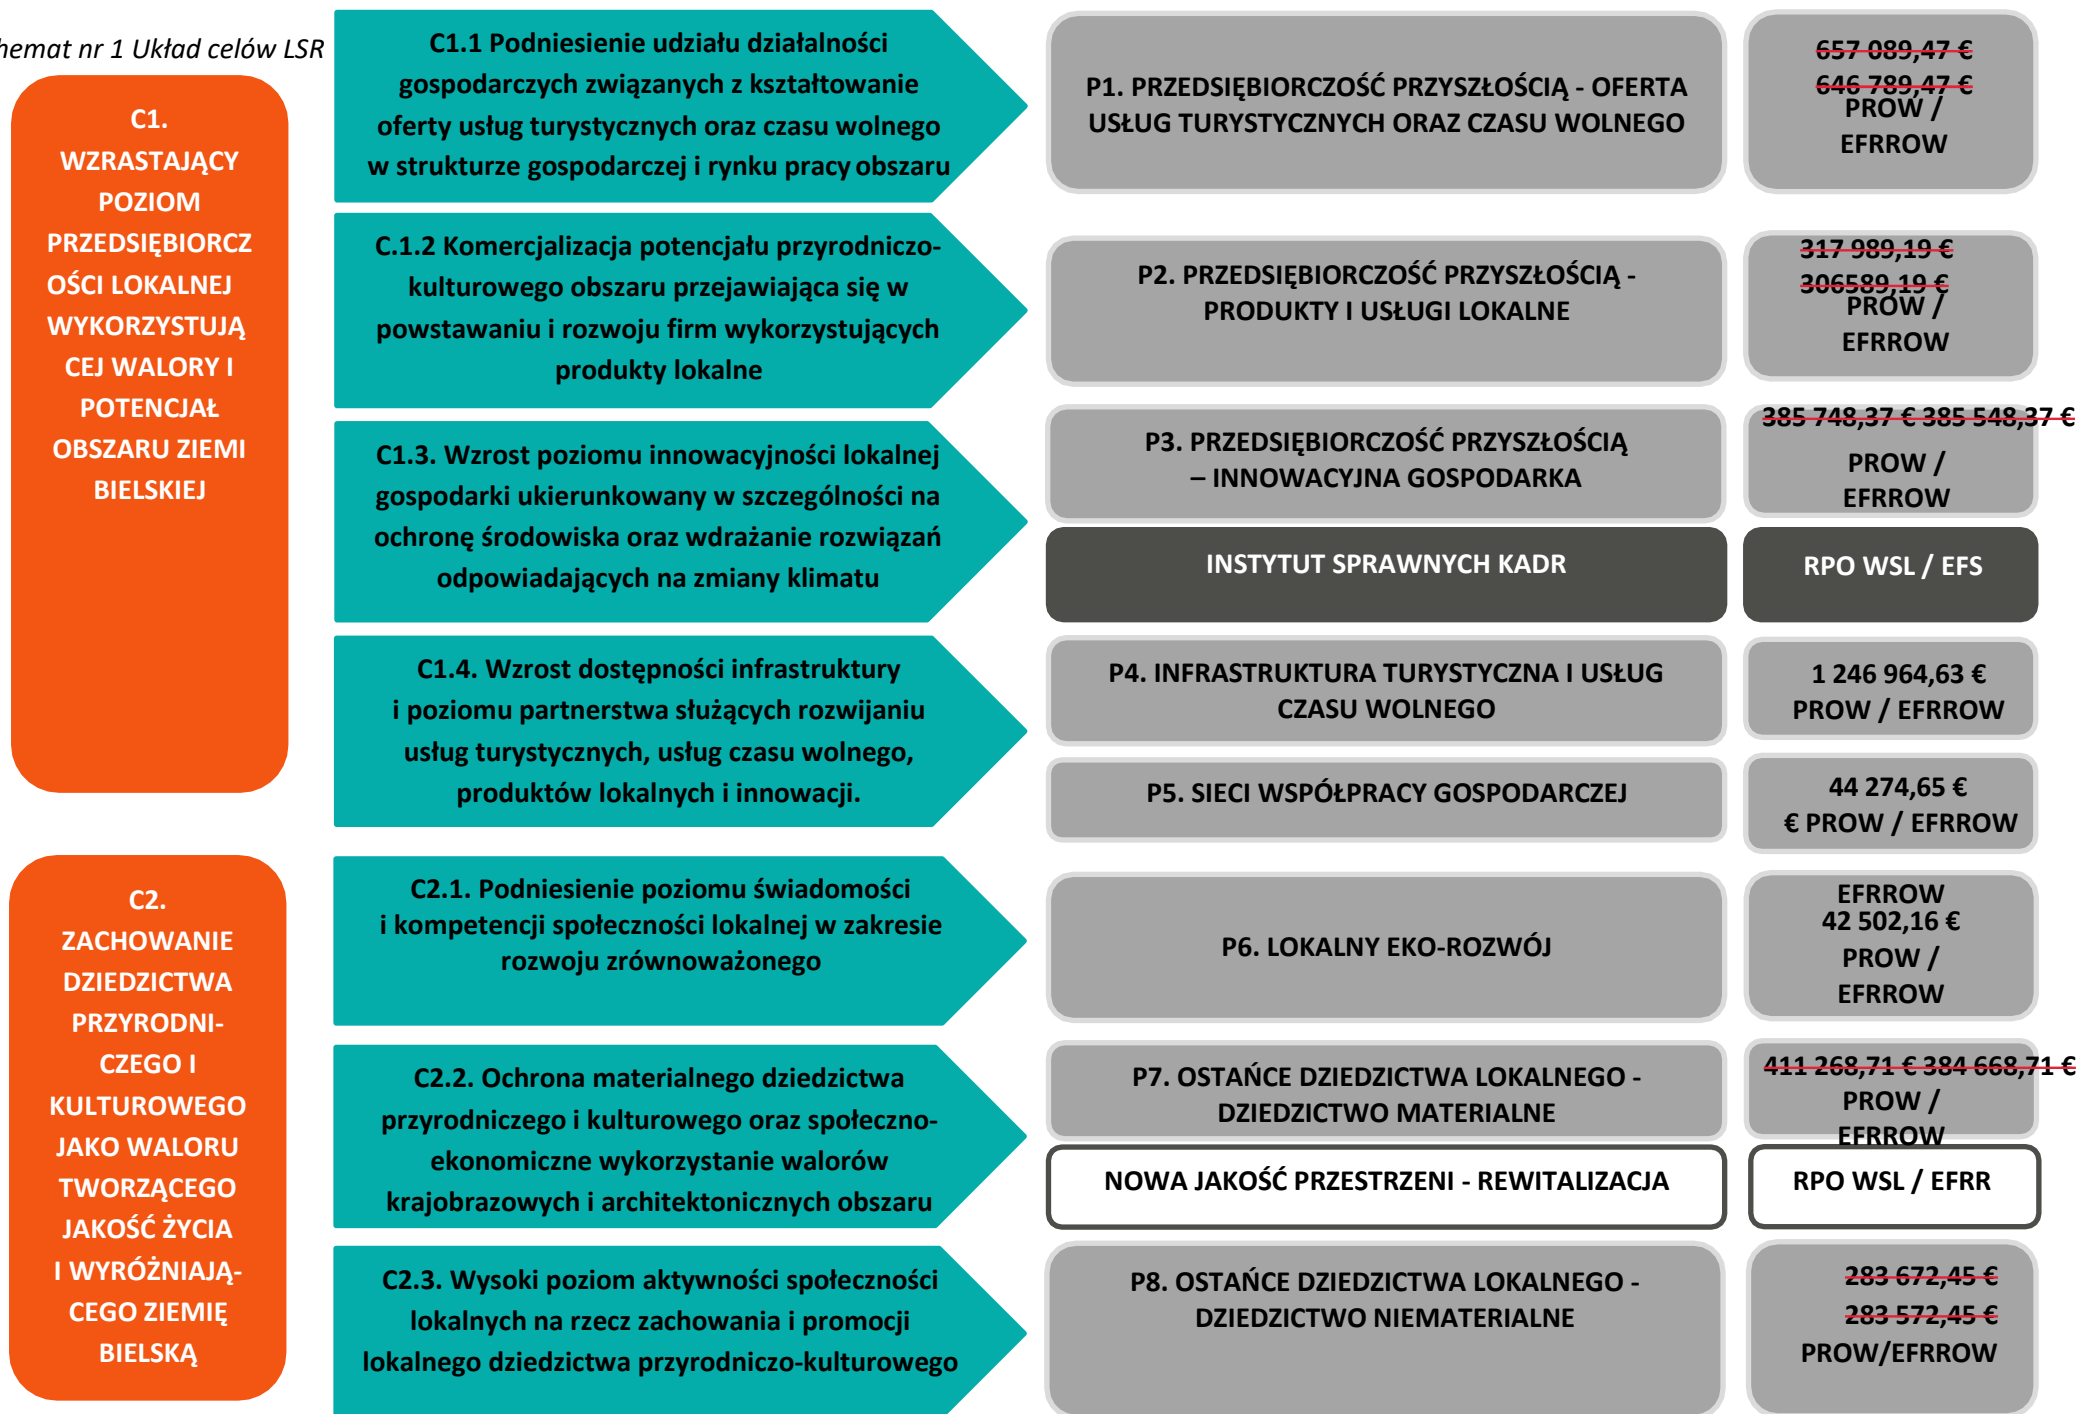 hemat nr 1 Układ celów LSR
C1.
WZRASTAJĄCY
POZIOM
PRZEDSIĘBIORCZ
OŚCI LOKALNEJ
WYKORZYSTUJĄ
CEJ WALORY I
POTENCJAŁ
OBSZARU ZIEMI
BIELSKIEJ
C1.1 Podniesienie udziału działalności
gospodarczych związanych z kształtowanie
oferty usług turystycznych oraz czasu wolnego
w strukturze gospodarczej i rynku pracy obszaru
P1. PRZEDSIĘBIORCZOŚĆ PRZYSZŁOŚCIĄ - OFERTA
USŁUG TURYSTYCZNYCH ORAZ CZASU WOLNEGO
657 089,47 €
646 789,47 €
PROW /
EFRROW
C.1.2 Komercjalizacja potencjału przyrodniczo-
kulturowego obszaru przejawiająca się w
powstawaniu i rozwoju firm wykorzystujących
produkty lokalne
P2. PRZEDSIĘBIORCZOŚĆ PRZYSZŁOŚCIĄ -
PRODUKTY I USŁUGI LOKALNE
317 989,19 €
306589,19 €
PROW /
EFRROW
C1.3. Wzrost poziomu innowacyjności lokalnej
gospodarki ukierunkowany w szczególności na
ochronę środowiska oraz wdrażanie rozwiązań
odpowiadających na zmiany klimatu
P3. PRZEDSIĘBIORCZOŚĆ PRZYSZŁOŚCIĄ
– INNOWACYJNA GOSPODARKA
385 748,37 € 385 548,37 €
PROW /
EFRROW
INSTYTUT SPRAWNYCH KADR
RPO WSL / EFS
C1.4. Wzrost dostępności infrastruktury
i poziomu partnerstwa służących rozwijaniu
usług turystycznych, usług czasu wolnego,
produktów lokalnych i innowacji.
P4. INFRASTRUKTURA TURYSTYCZNA I USŁUG
CZASU WOLNEGO
1 246 964,63 €
PROW / EFRROW
P5. SIECI WSPÓŁPRACY GOSPODARCZEJ
44 274,65 €
€ PROW / EFRROW
C2.
ZACHOWANIE
DZIEDZICTWA
PRZYRODNI-
CZEGO I
KULTUROWEGO
JAKO WALORU
TWORZĄCEGO
JAKOŚĆ ŻYCIA
I WYRÓŻNIAJĄ-
CEGO ZIEMIĘ
BIELSKĄ
C2.1. Podniesienie poziomu świadomości
i kompetencji społeczności lokalnej w zakresie
rozwoju zrównoważonego
P6. LOKALNY EKO-ROZWÓJ
EFRROW
42 502,16 €
PROW /
EFRROW
C2.2. Ochrona materialnego dziedzictwa
przyrodniczego i kulturowego oraz społeczno-
ekonomiczne wykorzystanie walorów
krajobrazowych i architektonicznych obszaru
P7. OSTAŃCE DZIEDZICTWA LOKALNEGO -
DZIEDZICTWO MATERIALNE
411 268,71 € 384 668,71 €
PROW /
EFRROW
NOWA JAKOŚĆ PRZESTRZENI - REWITALIZACJA
RPO WSL / EFRR
C2.3. Wysoki poziom aktywności społeczności
lokalnych na rzecz zachowania i promocji
lokalnego dziedzictwa przyrodniczo-kulturowego
P8. OSTAŃCE DZIEDZICTWA LOKALNEGO -
DZIEDZICTWO NIEMATERIALNE
283 672,45 €
283 572,45 €
PROW/EFRROW